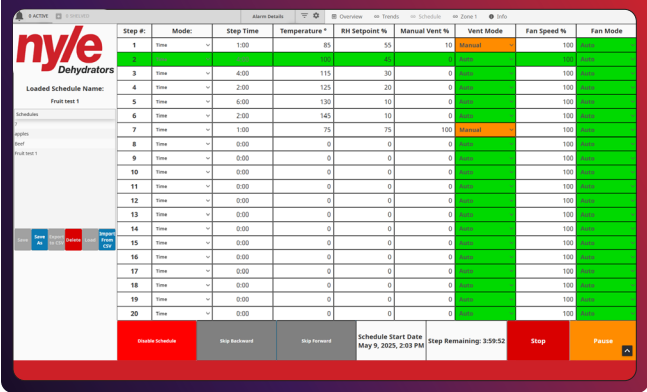 0 ACTIVE 0 SHELVED Alarm Details Overview Trends Schedule Zone 1 Info
nyle
Dehydrators
Loaded Schedule Name:
Fruit test 1
Schedules
7
apples
Beef
Fruit test 1
Save Save As Export to CSV Delete Load Import From CSV
Step #: Mode: Step Time Temperature ° RH Setpoint % Manual Vent % Vent Mode Fan Speed % Fan Mode
1 Time 1:00 85 55 10 Manual 100 Auto
2 100 45 0 Auto 100 Auto
3 Time 4:00 115 30 0 Auto 100 Auto
4 Time 2:00 125 20 0 Auto 100 Auto
5 Time 6:00 130 10 0 Auto 100 Auto
6 Time 2:00 145 10 0 Auto 100 Auto
7 Time 1:00 75 75 100 Manual 100 Auto
8 Time 0:00 0 0 0 Auto 100 Auto
9 Time 0:00 0 0 0 Auto 100 Auto
10 Time 0:00 0 0 0 Auto 100 Auto
11 Time 0:00 0 0 0 Auto 100 Auto
12 Time 0:00 0 0 0 Auto 100 Auto
13 Time 0:00 0 0 0 Auto 100 Auto
14 Time 0:00 0 0 0 Auto 100 Auto
15 Time 0:00 0 0 0 Auto 100 Auto
16 Time 0:00 0 0 0 Auto 100 Auto
17 Time 0:00 0 0 0 Auto 100 Auto
18 Time 0:00 0 0 0 Auto 100 Auto
19 Time 0:00 0 0 0 Auto 100 Auto
20 Time 0:00 0 0 0 Auto 100 Auto
Disable Schedule Skip Backward Skip Forward Schedule Start Date Step Remaining: 3:59:52 Stop Pause
May 9, 2025, 2:03 PM